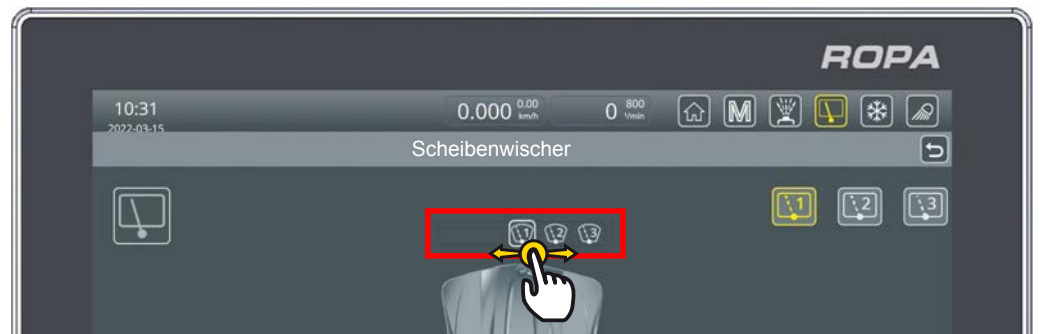 ROPA
10:31
2022-03-15
0.000 0.00 km/h
0 800 1/min
M
Scheibenwischer
1 2 3
1 2 3